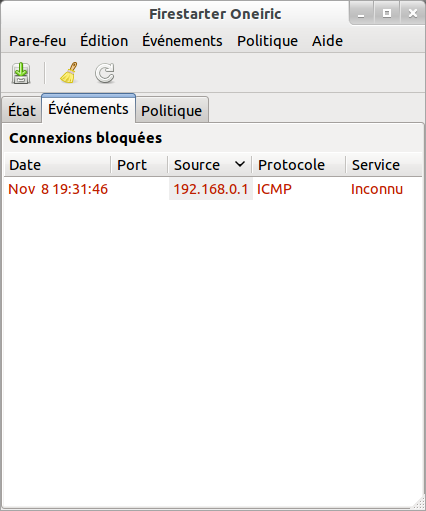 Firestarter Oneiric
Pare-feu Édition Événements Politique Aide
État Événements Politique
Connexions bloquées
Date Port Source Protocole Service
Nov 8 19:31:46 192.168.0.1 ICMP Inconnu